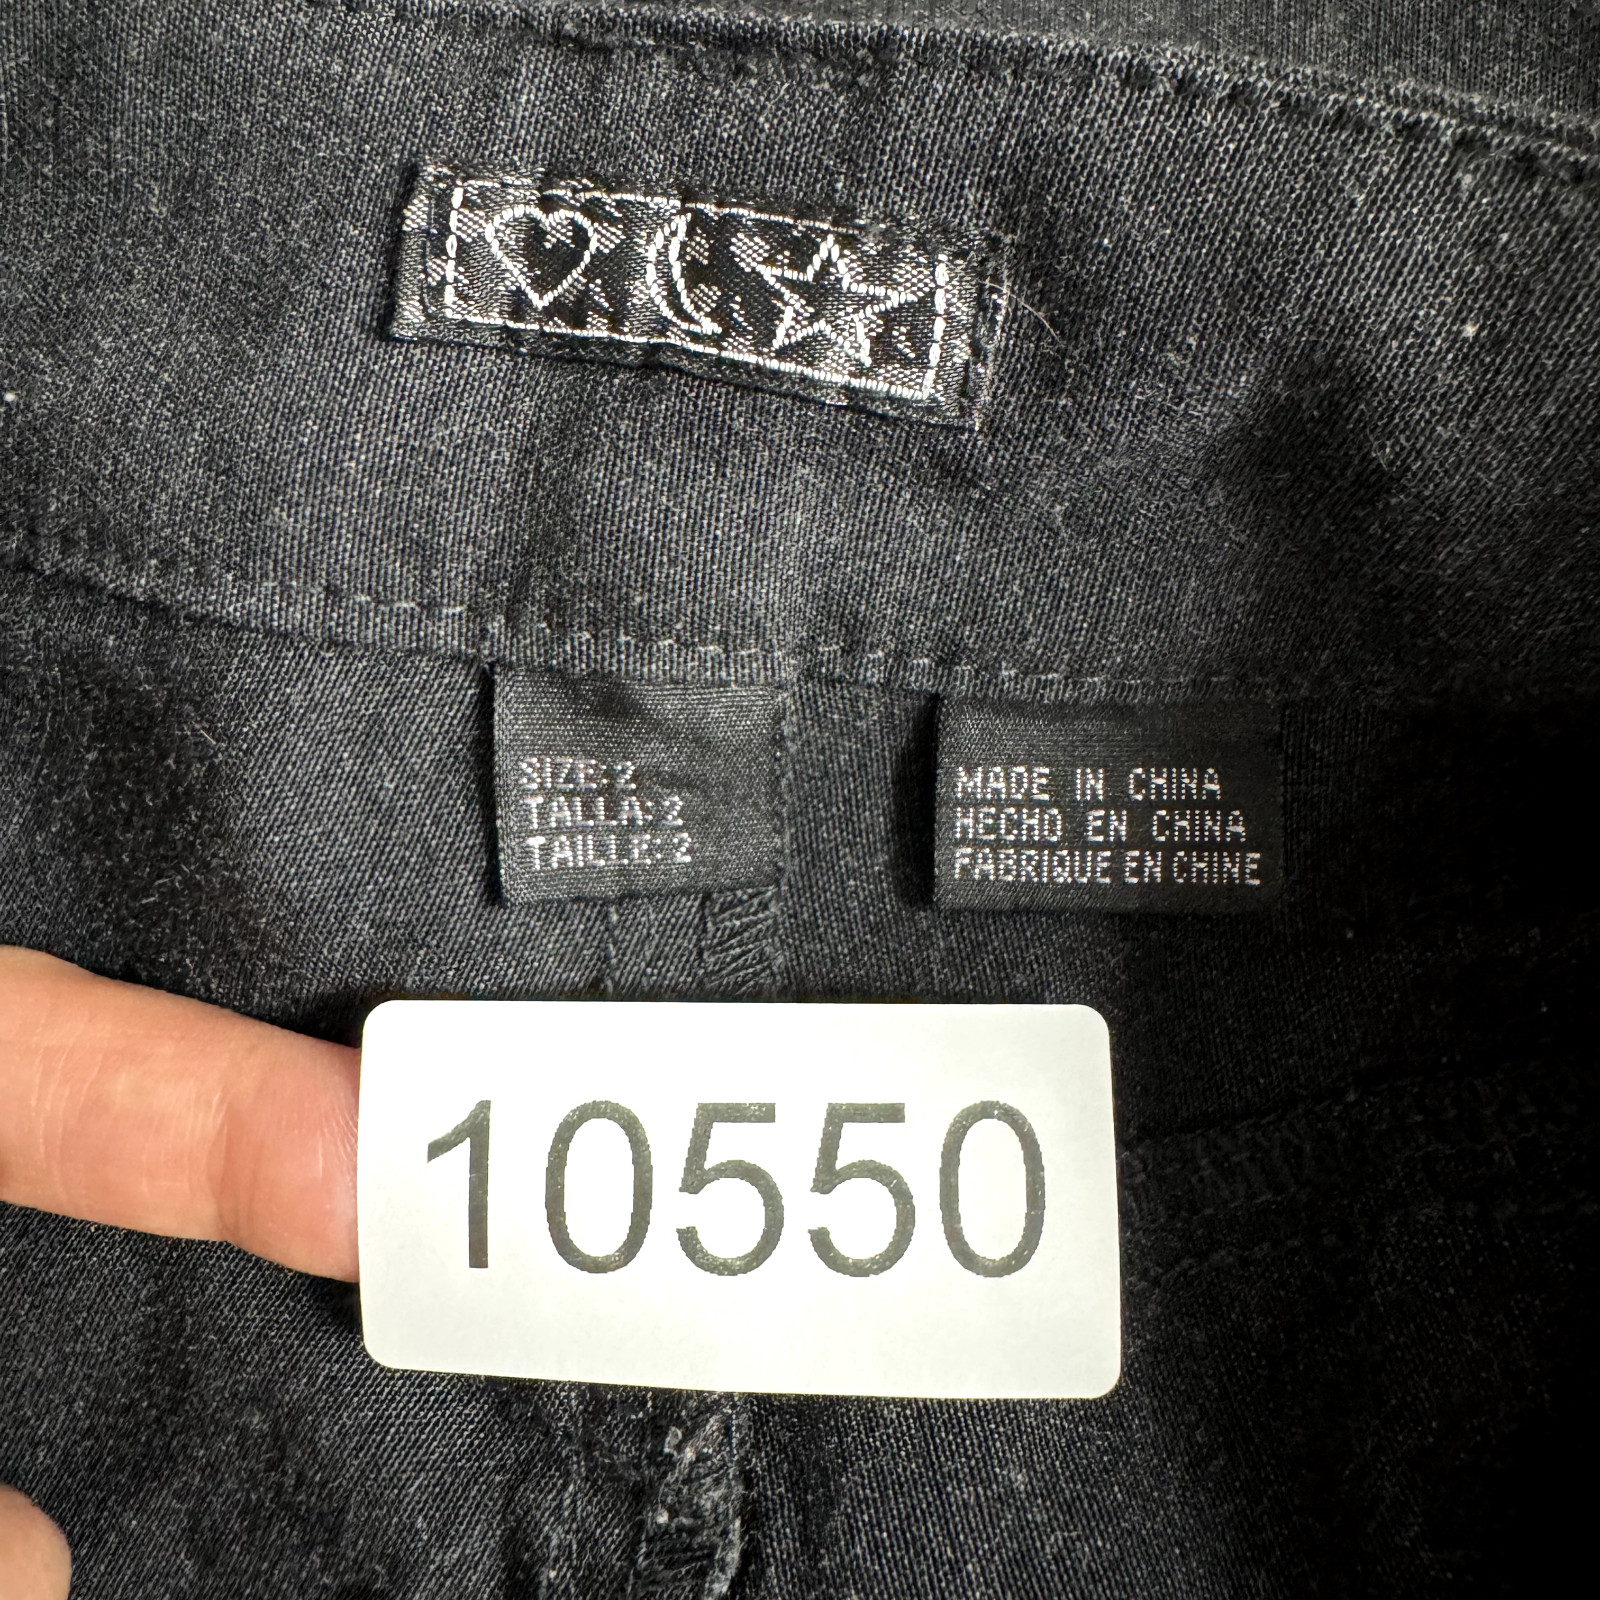 SIZE:2
TALLA:2
TAILLE:2
MADE IN CHINA
HECHO EN CHINA
FABRIQUE EN CHINE
10550